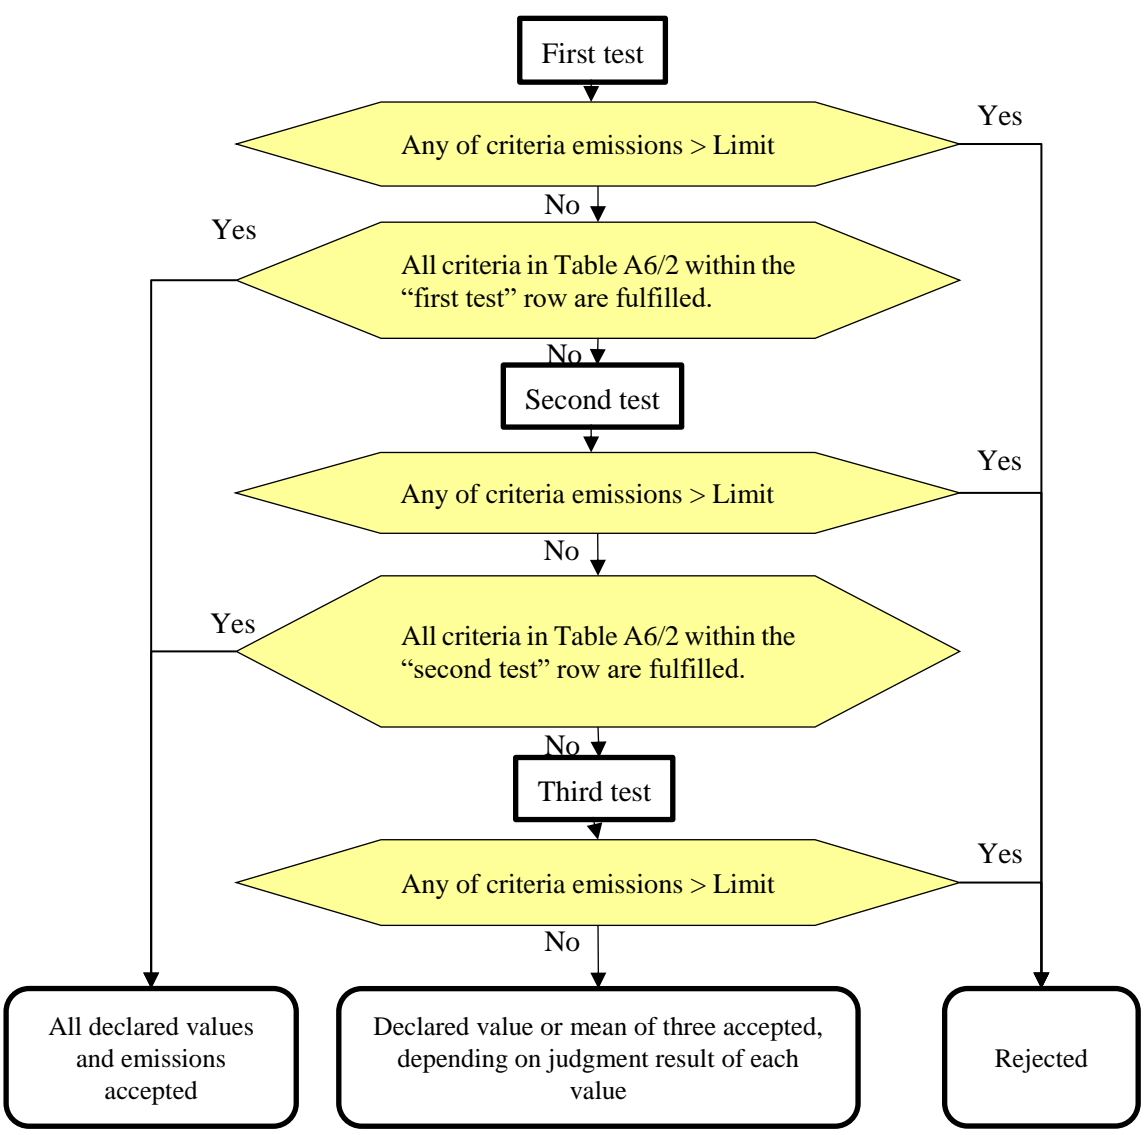 First test
Any of criteria emissions > Limit
Yes
No
Yes
All criteria in Table A6/2 within the
“first test” row are fulfilled.
No
Second test
Any of criteria emissions > Limit
Yes
No
Yes
All criteria in Table A6/2 within the
“second test” row are fulfilled.
No
Third test
Any of criteria emissions > Limit
Yes
No
All declared values
and emissions
accepted
Declared value or mean of three accepted,
depending on judgment result of each
value
Rejected